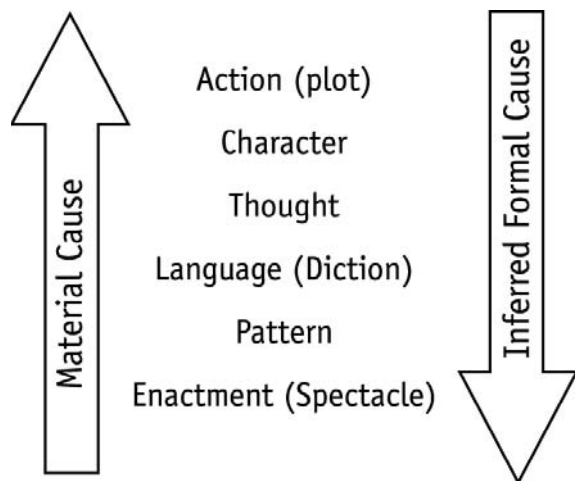 Material Cause
Action (plot)
Character
Thought
Language (Diction)
Pattern
Enactment (Spectacle)
Inferred Formal Cause